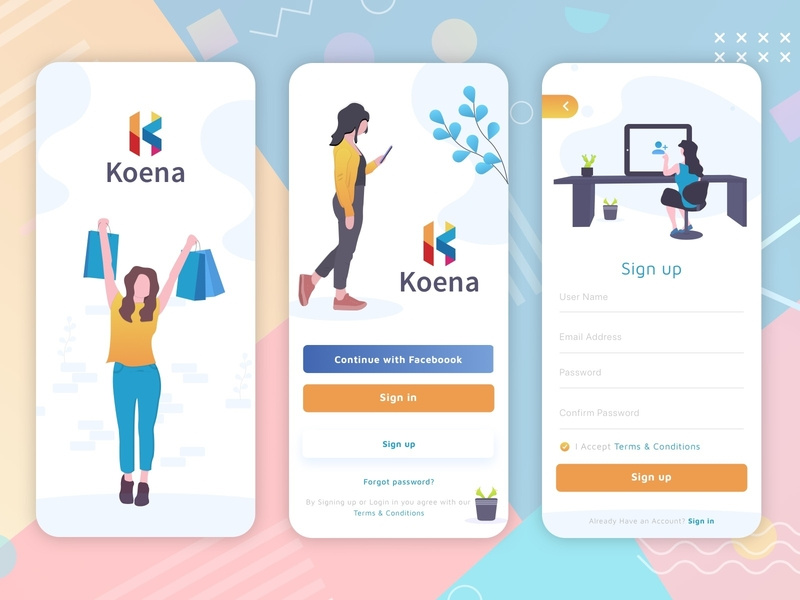 Koena
Koena
Continue with Faceboook
Sign in
Sign up
Forgot password?
By Signing up or Login in you agree with our
Terms & Conditions
Sign up
User Name
Email Address
Password
Confirm Password
I Accept Terms & Conditions
Sign up
Already Have an Account? Sign in